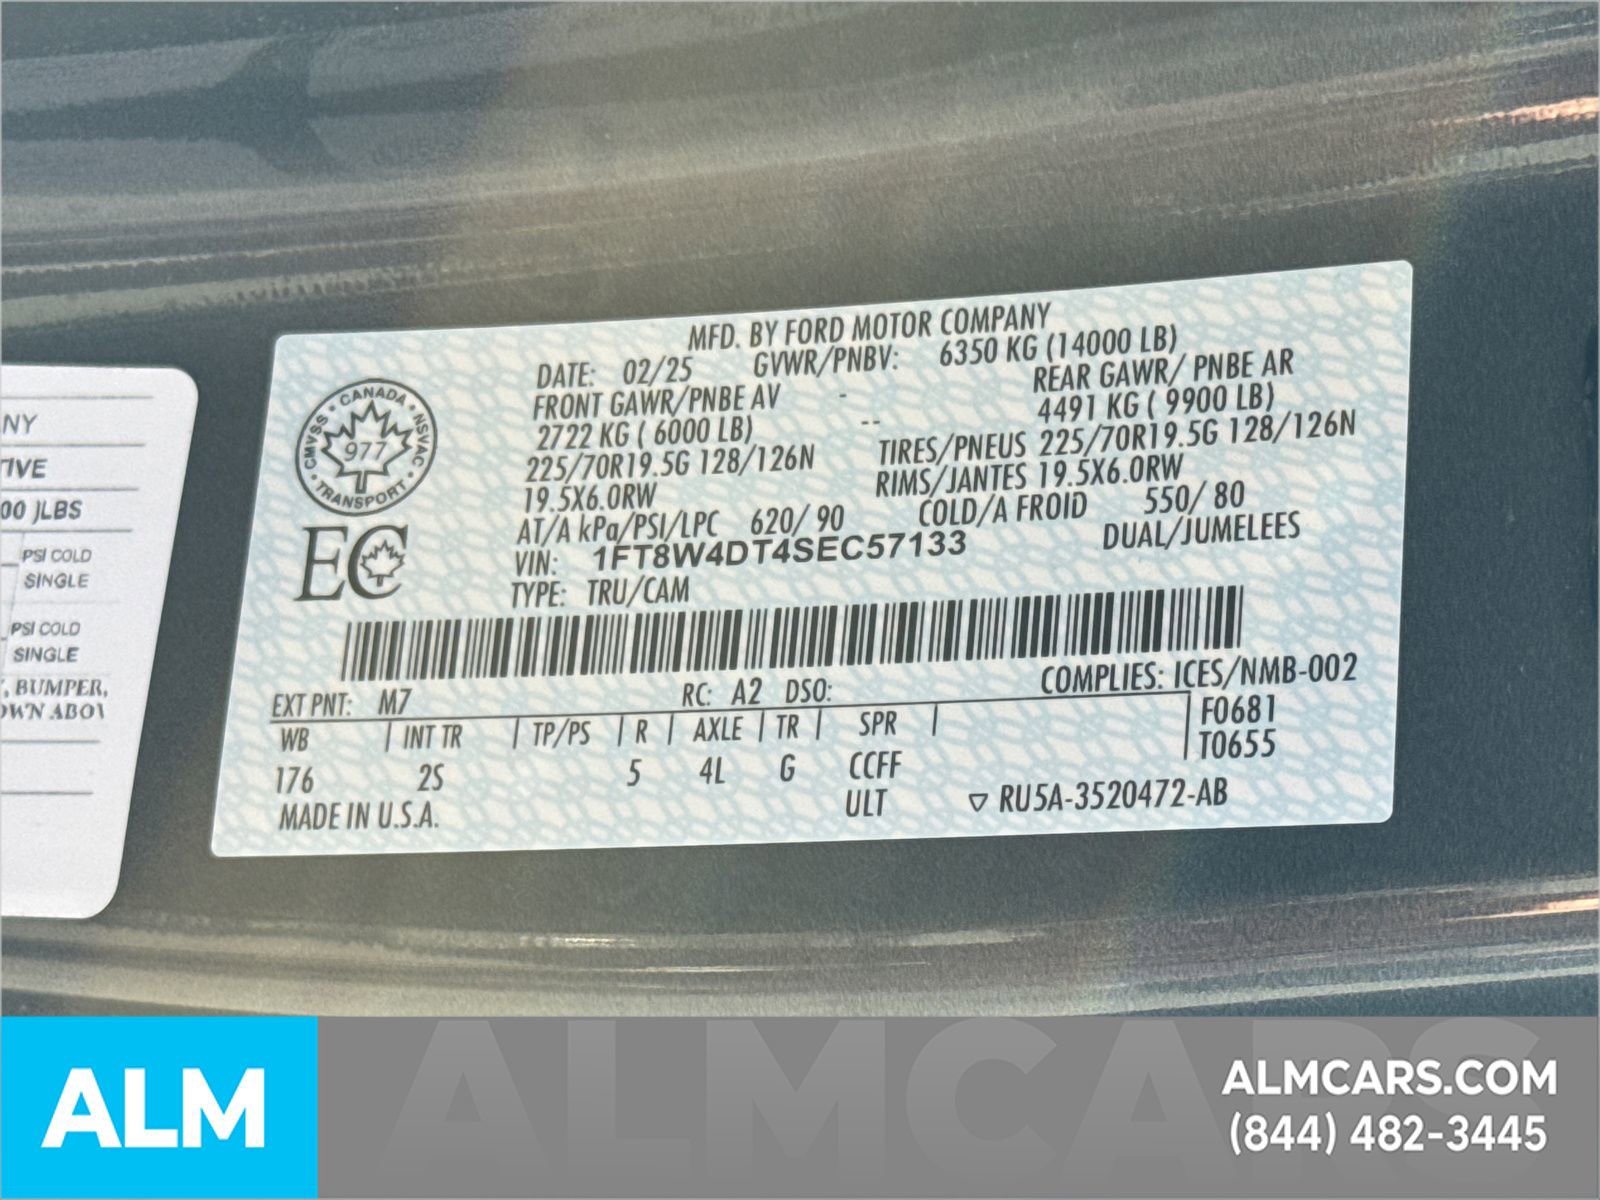 NY
TIVE
00 )LBS
PSI COLD
SINGLE
PSI COLD
SINGLE
, BUMPER,
OWN ABOV
MFD. BY FORD MOTOR COMPANY
DATE: 02/25 GVWR/PNBV: 6350 KG (14000 LB)
FRONT GAWR/PNBE AV - REAR GAWR/ PNBE AR
2722 KG ( 6000 LB) -- 4491 KG ( 9900 LB)
225/70R19.5G 128/126N TIRES/PNEUS 225/70R19.5G 128/126N
19.5X6.0RW RIMS/JANTES 19.5X6.0RW
AT/A kPa/PSI/LPC 620/ 90 COLD/A FROID 550/ 80
VIN: 1FT8W4DT4SEC57133 DUAL/JUMELEES
TYPE: TRU/CAM
CANADA
CMVSS · NSVAC
977
TRANSPORT
EC
EXT PNT: M7 RC: A2 DSO: COMPLIES: ICES/NMB-002
WB | INT TR | TP/PS | R | AXLE | TR | SPR | F0681
176 2S 5 4L G CCFF T0655
MADE IN U.S.A. ULT ▽ RU5A-3520472-AB
ALMCARS
ALM
ALMCARS.COM
(844) 482-3445